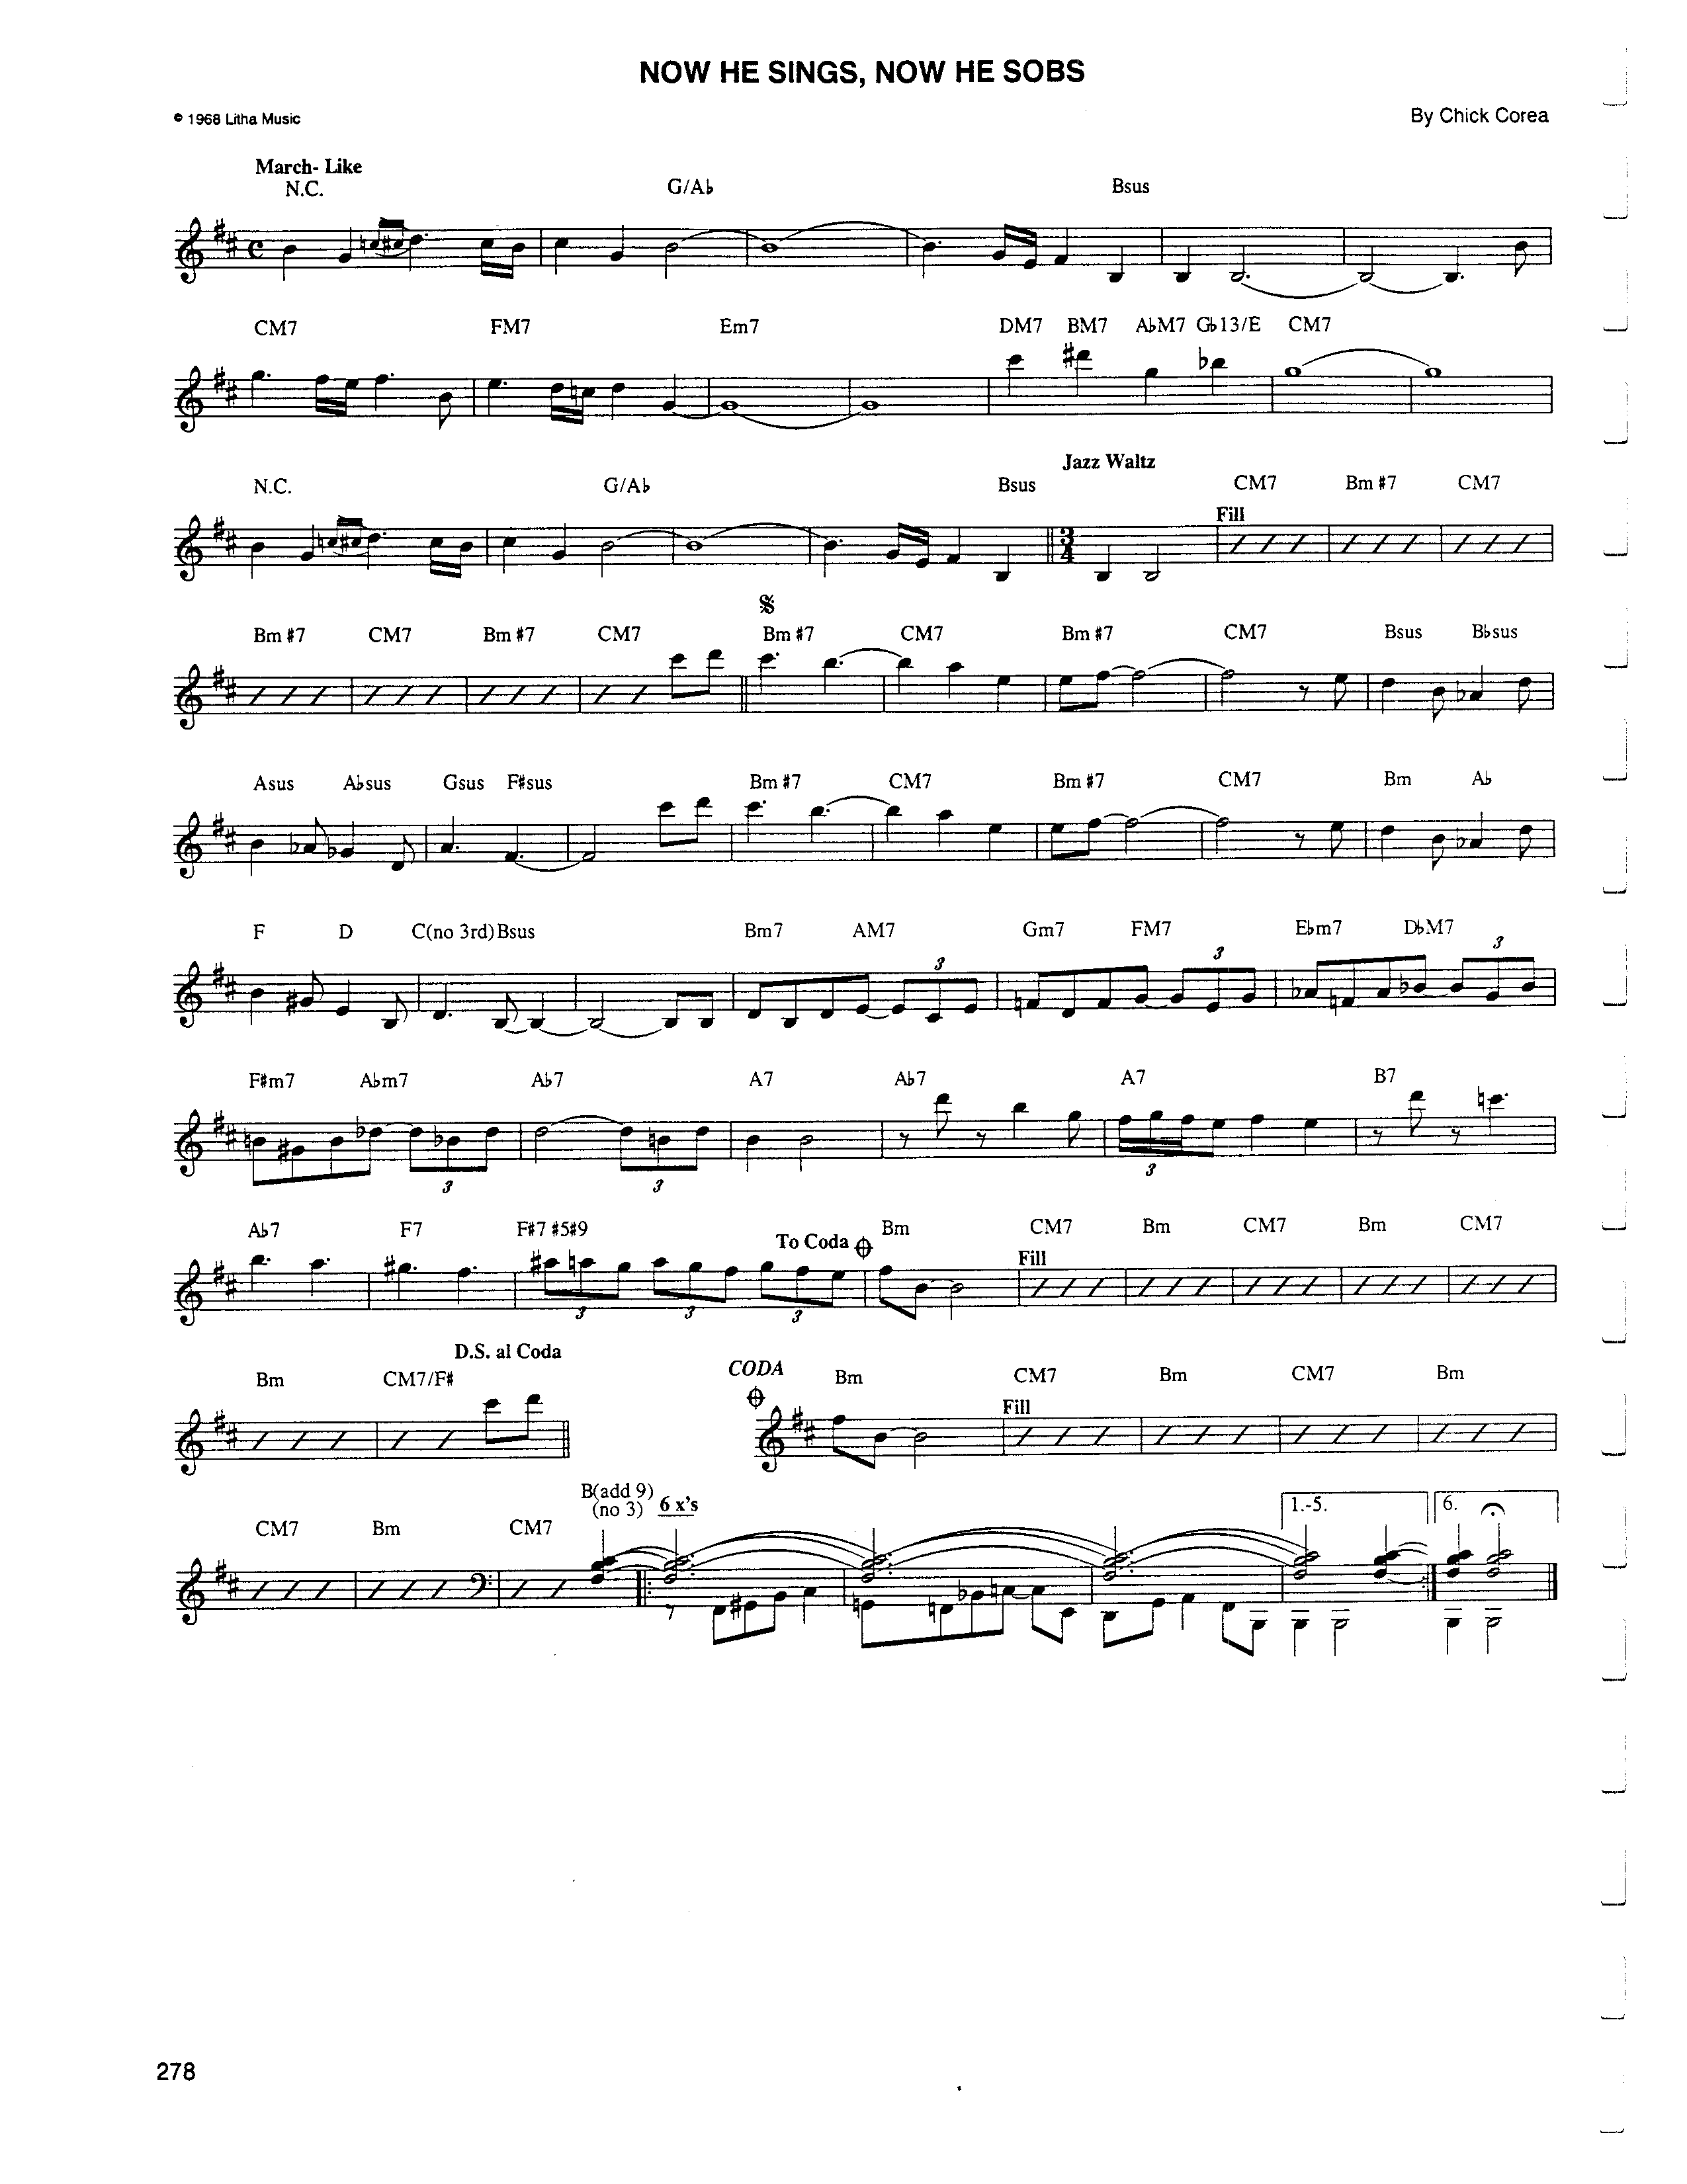 NOW HE SINGS, NOW HE SOBS
© 1968 Litha Music
By Chick Corea
March- Like
N.C. G/A♭ Bsus
CM7 FM7 Em7 DM7 BM7 A♭M7 G♭13/E CM7
Jazz Waltz
N.C. G/A♭ Bsus CM7 Bm #7 CM7
Fill
3
4
Bm #7 CM7 Bm #7 CM7 Bm #7 CM7 Bm #7 CM7 Bsus B♭sus
Asus A♭sus Gsus F#sus Bm #7 CM7 Bm #7 CM7 Bm A♭
F D C(no 3rd) Bsus Bm7 AM7 Gm7 FM7 E♭m7 D♭M7
3 3 3
F#m7 A♭m7 A♭7 A7 A♭7 A7 B7
3 3 3
A♭7 F7 F#7 #5#9 Bm CM7 Bm CM7 Bm CM7
To Coda
Fill
3 3 3
D.S. al Coda
Bm CM7/F#
CODA
Bm CM7 Bm CM7 Bm
Fill
B(add 9)
(no 3) 6 x's
1.-5. 6.
CM7 Bm CM7
278